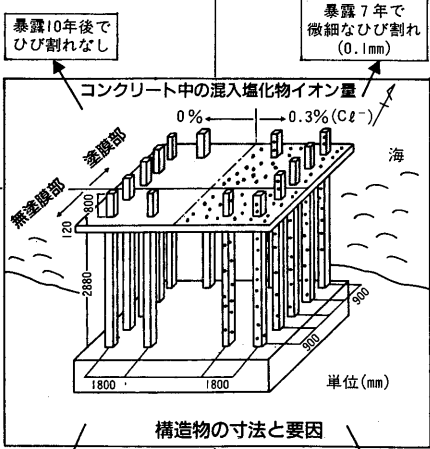 暴露10年後で
ひび割れなし
暴露7年で
微細なひび割れ
(0.1mm)
コンクリート中の混入塩化物イオン量
0%
0.3%(Cℓ⁻)
塗膜部
無塗膜部
海
800
120
2880
900
900
1800
1800
単位(mm)
構造物の寸法と要因